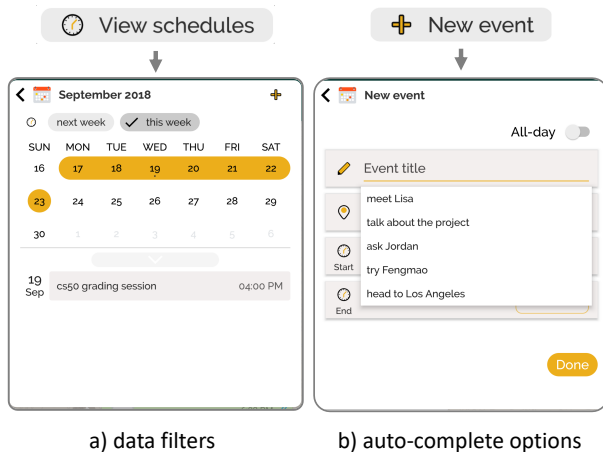 View schedules
New event
September 2018
next week this week
SUN MON TUE WED THU FRI SAT
16 17 18 19 20 21 22
23 24 25 26 27 28 29
30 1 2 3 4 5 6
19 cs50 grading session 04:00 PM
Sep
New event
All-day
Event title
meet Lisa
talk about the project
ask Jordan
Start
try Fengmao
head to Los Angeles
End
Done
a) data filters
b) auto-complete options